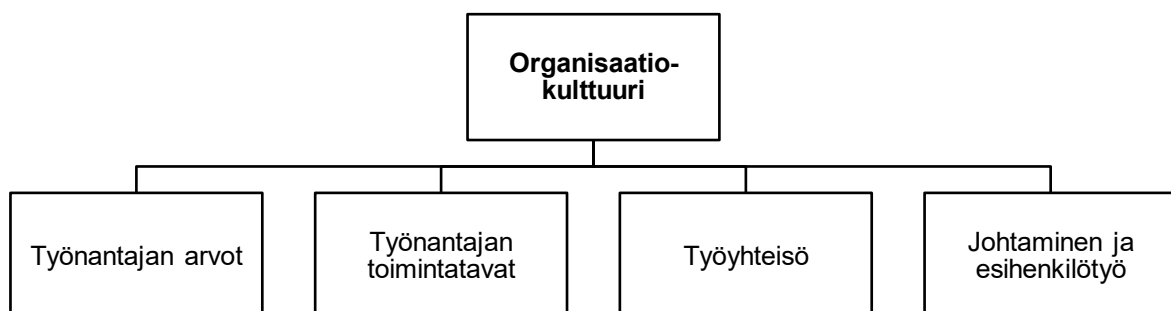 Organisaatio-
kulttuuri
Työnantajan arvot
Työnantajan
toimintatavat
Työyhteisö
Johtaminen ja
esihenkilötyö